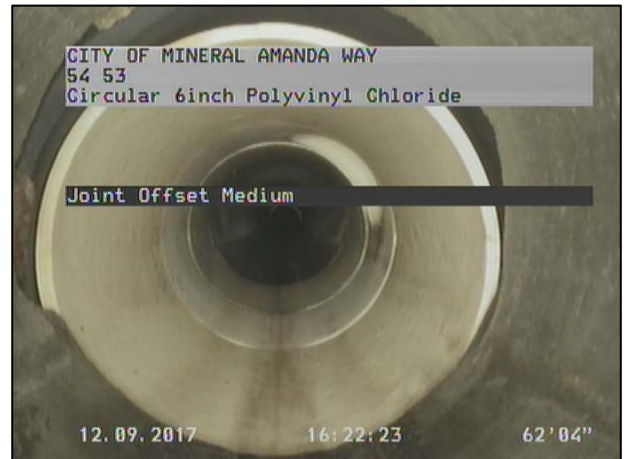 CITY OF MINERAL AMANDA WAY
54 53
Circular 6inch Polyvinyl Chloride
Joint Offset Medium
12.09.2017 16:22:23 62'04"